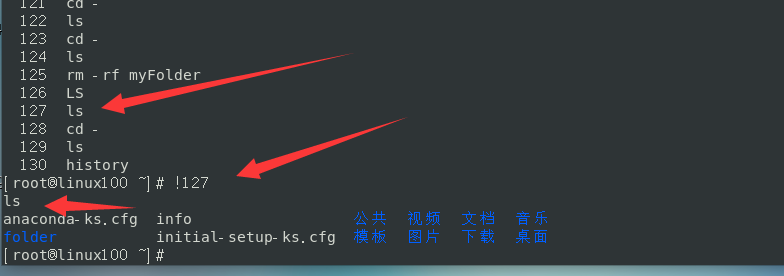 121 cd -
122 ls
123 cd -
124 ls
125 rm -rf myFolder
126 LS
127 ls
128 cd -
129 ls
130 history
[root@linux100 ~]# !127
ls
anaconda-ks.cfg info 公共 视频 文档 音乐
folder initial-setup-ks.cfg 模板 图片 下载 桌面
[root@linux100 ~]#